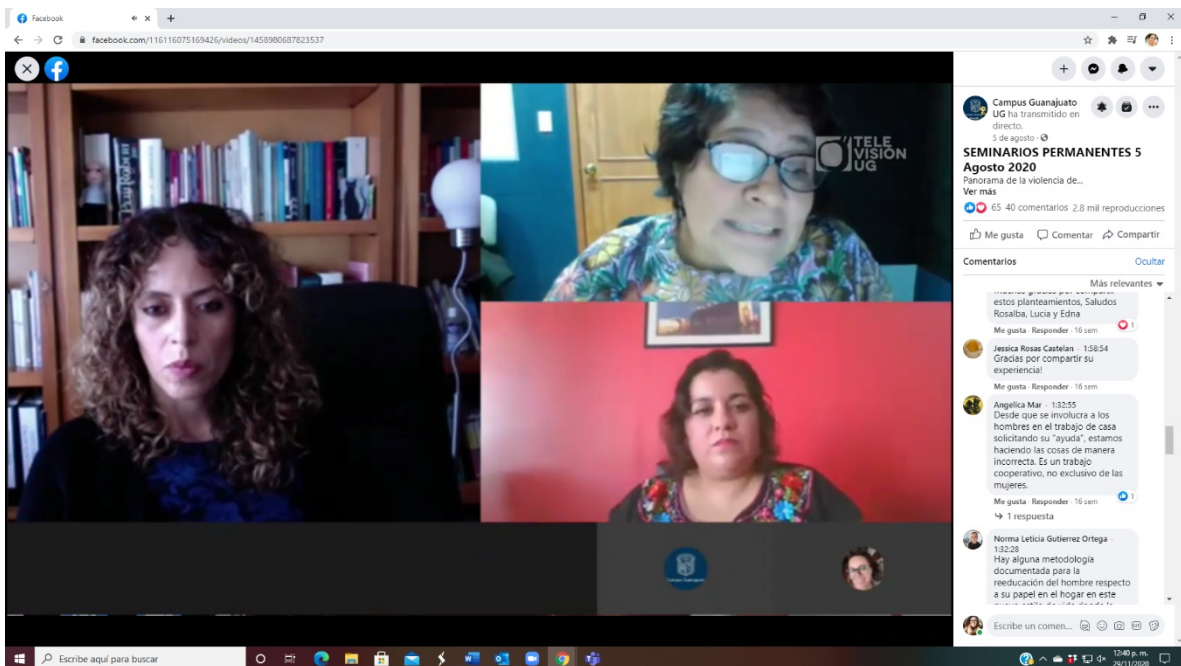 Facebook
facebook.com/116116075169426/videos/1458980687823537
Paul Robert
TELE
VISIÓN
UG
Campus Guanajuato
UG ha transmitido en
directo.
5 de agosto ·
SEMINARIOS PERMANENTES 5
Agosto 2020
Panorama de la violencia de...
Ver más
65 40 comentarios 2.8 mil reproducciones
Me gusta Comentar Compartir
Comentarios Ocultar
Más relevantes
estos planteamientos, Saludos
Rosalba, Lucia y Edna
Me gusta · Responder · 16 sem 1
Jessica Rosas Castelan · 1:58:54
Gracias por compartir su
experiencia!
Me gusta · Responder · 16 sem
Angelica Mar · 1:32:55
Desde que se involucra a los
hombres en el trabajo de casa
solicitando su "ayuda", estamos
haciendo las cosas de manera
incorrecta. Es un trabajo
cooperativo, no exclusivo de las
mujeres.
Me gusta · Responder · 16 sem 1
1 respuesta
Norma Leticia Gutierrez Ortega ·
1:32:28
Hay alguna metodología
documentada para la
reeducación del hombre respecto
a su papel en el hogar en este
Escribe un comen...
Campus Guanajuato
Escribe aquí para buscar
12:40 p. m.
29/11/2020